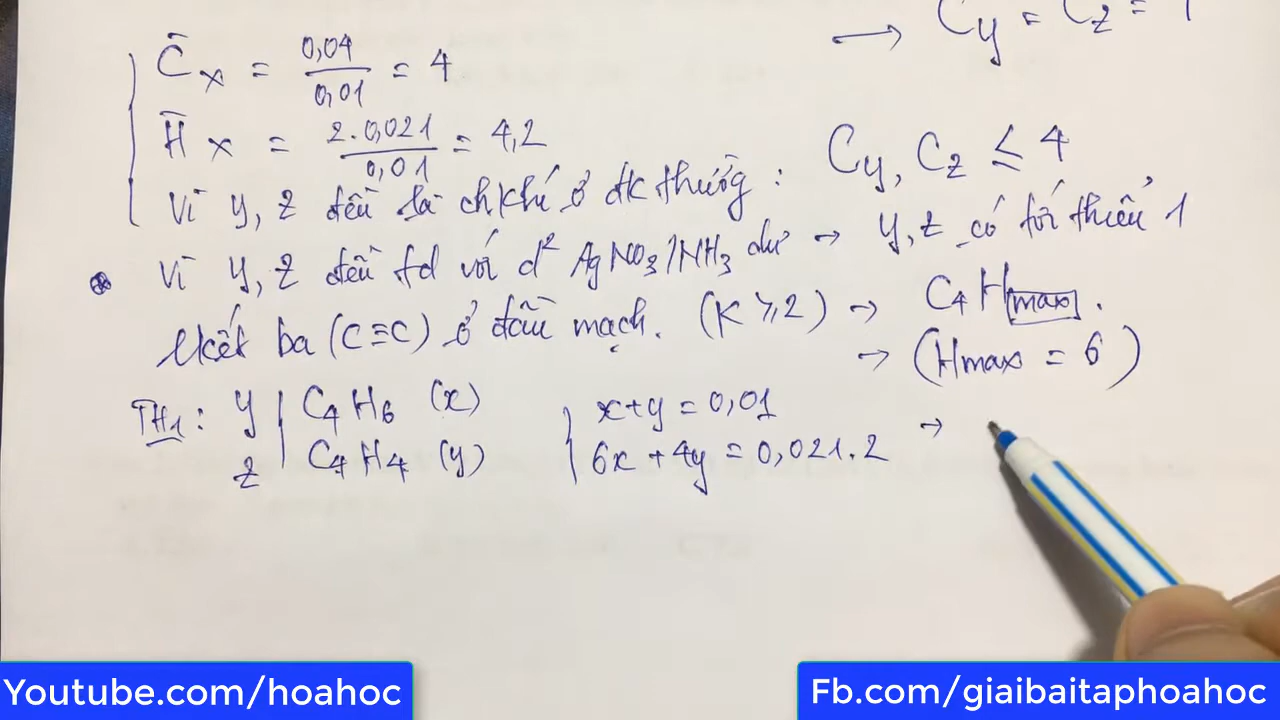 → Cy = Cz = 4
C̄x = 0,04/0,01 = 4
H̄x = 2.0,021/0,01 = 4,2
Cy, Cz ≤ 4
Vì y, z đều là ch khí ở đk thường :
Vì y, z đều td với d² AgNO3/NH3 dư → y, z có tối thiểu 1
lkết ba (C≡C) ở đầu mạch. (K ≥ 2) → C4Hmax.
→ (Hmax = 6)
TH1 : y | C4H6 (x) x+y = 0,01
z | C4H4 (y) 6x + 4y = 0,021.2 →
Youtube.com/hoahoc
Fb.com/giaibaitaphoahoc